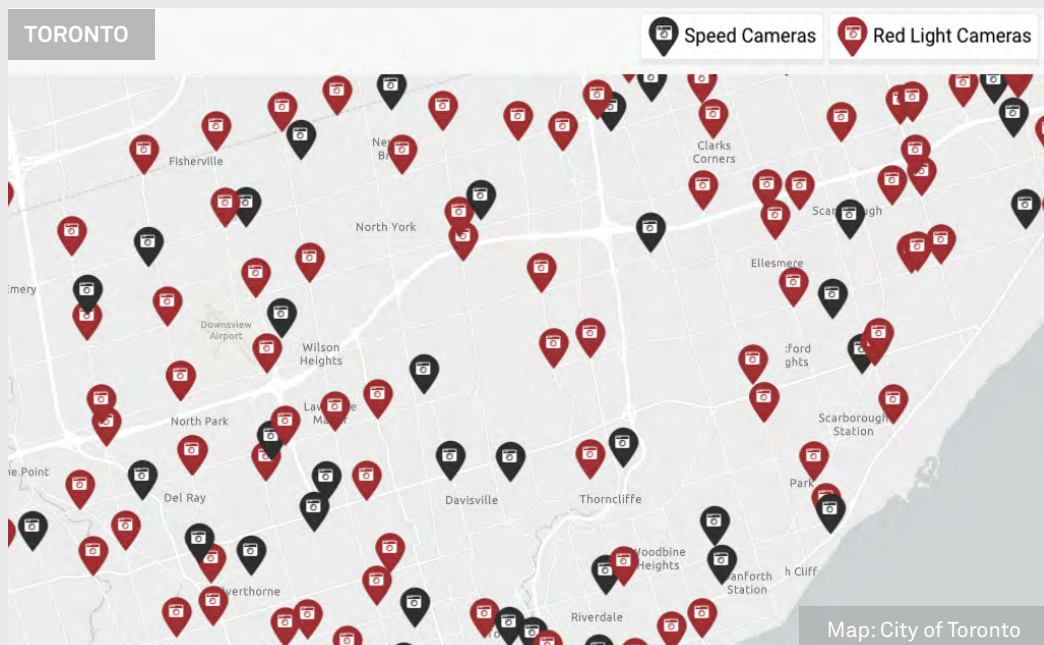 TORONTO
Speed Cameras
Red Light Cameras
Fisherville
Clarks
Corners
North York
Ellesmere
Downsview
Airport
Wilson
Heights
North Park
Scarborough
Station
Del Ray
Davisville
Thorncliffe
Park
Woodbine
Heights
Station
Riverdale
Map: City of Toronto